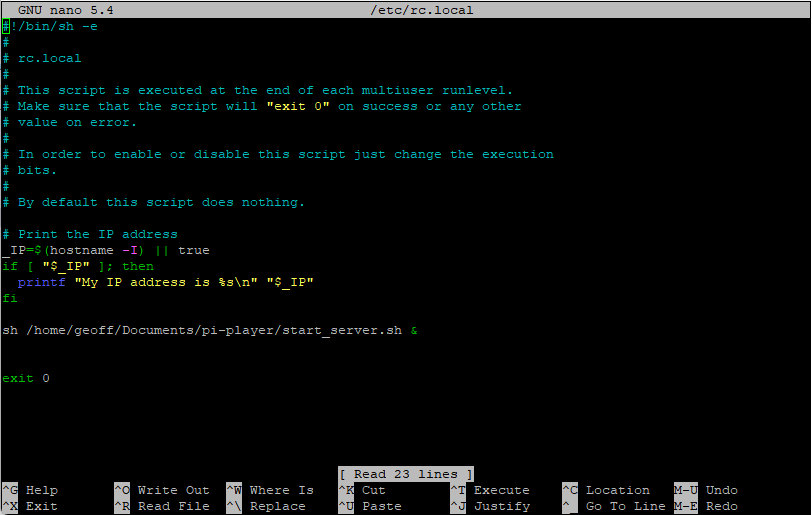 GNU nano 5.4 /etc/rc.local
#!/bin/sh -e
#
# rc.local
#
# This script is executed at the end of each multiuser runlevel.
# Make sure that the script will "exit 0" on success or any other
# value on error.
#
# In order to enable or disable this script just change the execution
# bits.
#
# By default this script does nothing.
# Print the IP address
_IP=$(hostname -I) || true
if [ "$_IP" ]; then
  printf "My IP address is %s\n" "$_IP"
fi
sh /home/geoff/Documents/pi-player/start_server.sh &
exit 0
[ Read 23 lines ]
^G Help ^O Write Out ^W Where Is ^K Cut ^T Execute ^C Location M-U Undo
^X Exit ^R Read File ^\ Replace ^U Paste ^J Justify ^_ Go To Line M-E Redo